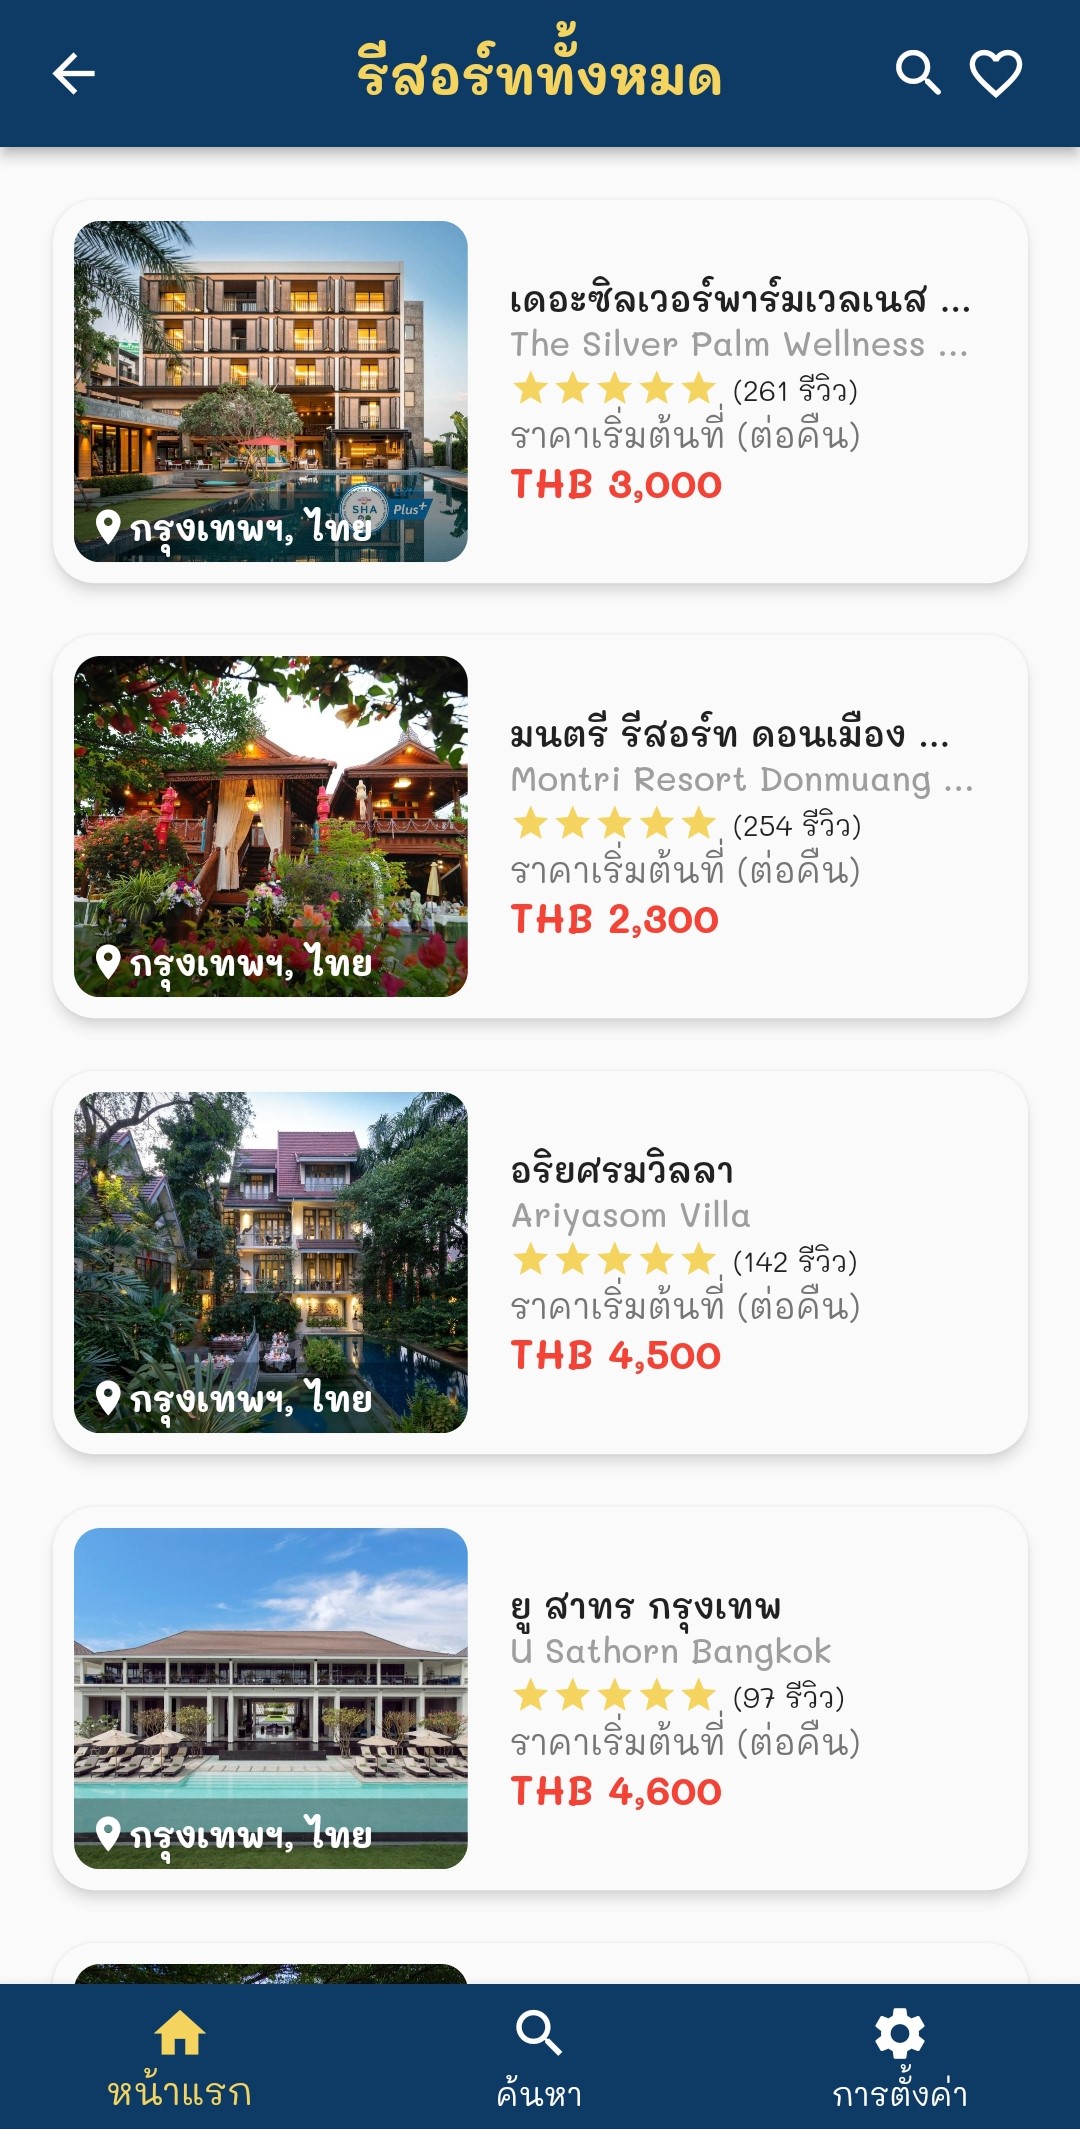 รีสอร์ททั้งหมด
เดอะซิลเวอร์พาร์มเวลเนส ...
The Silver Palm Wellness ...
(261 รีวิว)
ราคาเริ่มต้นที่ (ต่อคืน)
THB 3,000
SHA Plus+
กรุงเทพฯ, ไทย
มนตรี รีสอร์ท ดอนเมือง ...
Montri Resort Donmuang ...
(254 รีวิว)
ราคาเริ่มต้นที่ (ต่อคืน)
THB 2,300
กรุงเทพฯ, ไทย
อริยศรมวิลลา
Ariyasom Villa
(142 รีวิว)
ราคาเริ่มต้นที่ (ต่อคืน)
THB 4,500
กรุงเทพฯ, ไทย
ยู สาทร กรุงเทพ
U Sathorn Bangkok
(97 รีวิว)
ราคาเริ่มต้นที่ (ต่อคืน)
THB 4,600
กรุงเทพฯ, ไทย
หน้าแรก
ค้นหา
การตั้งค่า